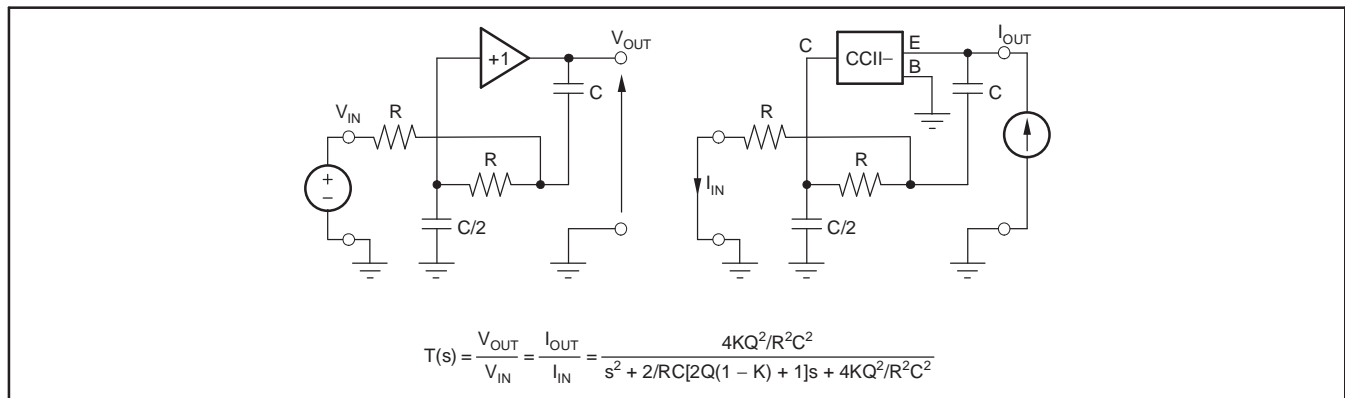 V_OUT
+1
C
V_IN
R
R
+
−
C/2
I_OUT
C
CCII–
E
B
C
R
R
I_IN
C/2
T(s) = V_OUT/V_IN = I_OUT/I_IN = 4KQ²/R²C² / s² + 2/RC[2Q(1 – K) + 1]s + 4KQ²/R²C²